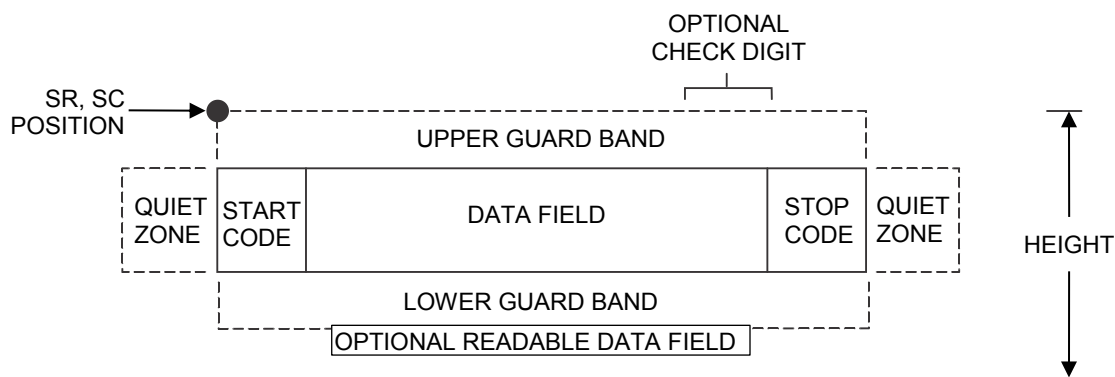 OPTIONAL
CHECK DIGIT
SR, SC
POSITION
UPPER GUARD BAND
QUIET
ZONE
START
CODE
DATA FIELD
STOP
CODE
QUIET
ZONE
HEIGHT
LOWER GUARD BAND
OPTIONAL READABLE DATA FIELD